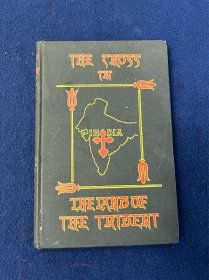 THE CROSS
IN
INDIA
THE LAND OF
THE TRIDENT